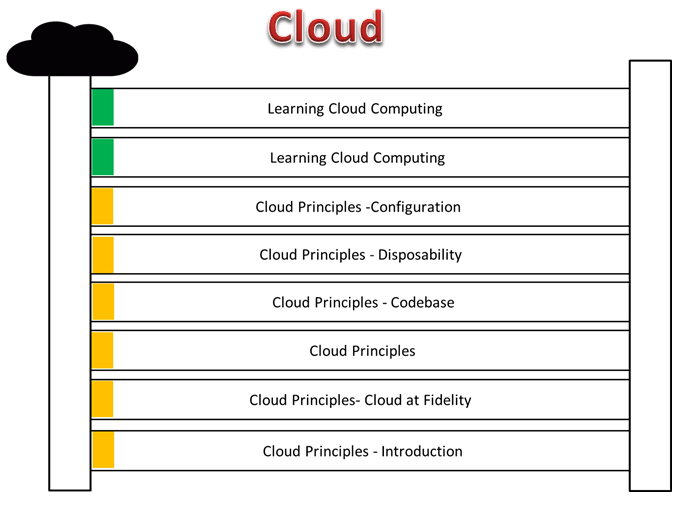 Cloud
Learning Cloud Computing
Learning Cloud Computing
Cloud Principles -Configuration
Cloud Principles - Disposability
Cloud Principles - Codebase
Cloud Principles
Cloud Principles- Cloud at Fidelity
Cloud Principles - Introduction